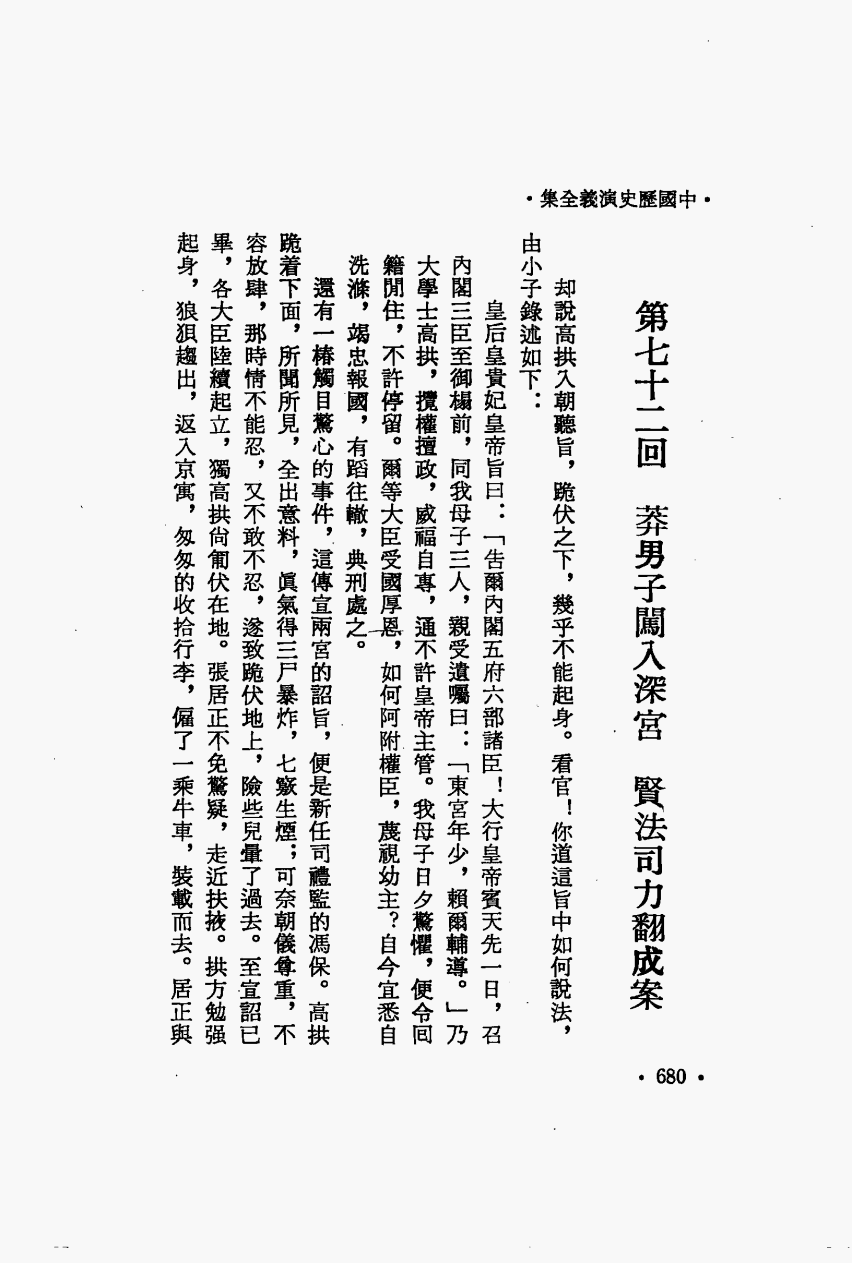 •中國歷史演義全集•
第七十二回　莽男子闖入深宮　賢法司力翻成案
却說高拱入朝聽旨，跪伏之下，幾乎不能起身。看官！你道這旨中如何說法，
由小子錄述如下：
皇后皇貴妃皇帝旨曰：「告爾內閣五府六部諸臣！大行皇帝賓天先一日，召
內閣三臣至御榻前，同我母子三人，親受遺囑曰：「東宮年少，賴爾輔導。」乃
大學士高拱，攬權擅政，威福自專，通不許皇帝主管。我母子日夕驚懼，便令回
籍閒住，不許停留。爾等大臣受國厚恩，如何阿附權臣，蔑視幼主？自今宜悉自
洗滌，竭忠報國，有蹈往轍，典刑處之。
還有一樁觸目驚心的事件，這傳宣兩宮的詔旨，便是新任司禮監的馮保。高拱
跪着下面，所聞所見，全出意料，眞氣得三尸暴炸，七竅生煙；可奈朝儀尊重，不
容放肆，那時情不能忍，又不敢不忍，遂致跪伏地上，險些兒暈了過去。至宣詔已
畢，各大臣陸續起立，獨高拱尙匍伏在地。張居正不免驚疑，走近扶掖。拱方勉强
起身，狼狽趨出，返入京寓，匆匆的收拾行李，僱了一乘牛車，裝載而去。居正與
•680•